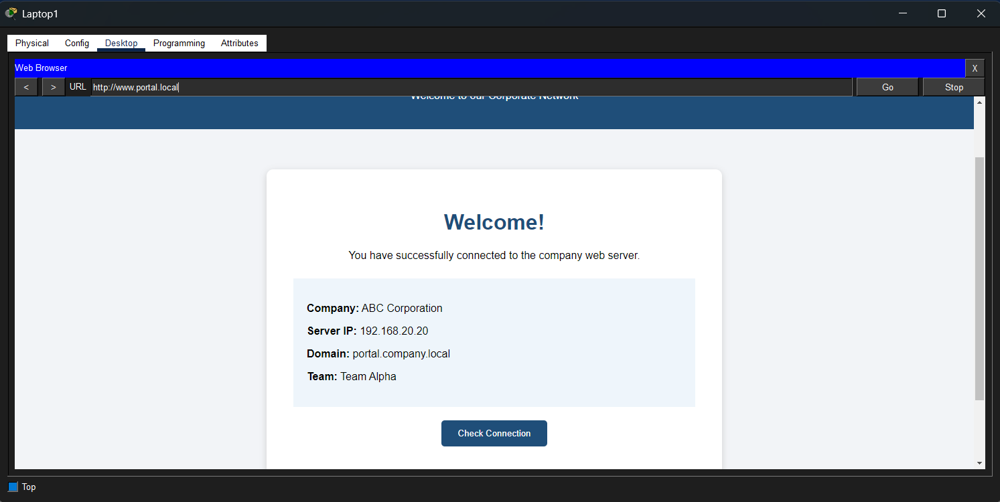 Laptop1
Physical Config Desktop Programming Attributes
Web Browser X
< > URL http://www.portal.local Go Stop
Welcome to our Corporate Network
Welcome!
You have successfully connected to the company web server.
Company: ABC Corporation
Server IP: 192.168.20.20
Domain: portal.company.local
Team: Team Alpha
Check Connection
Top